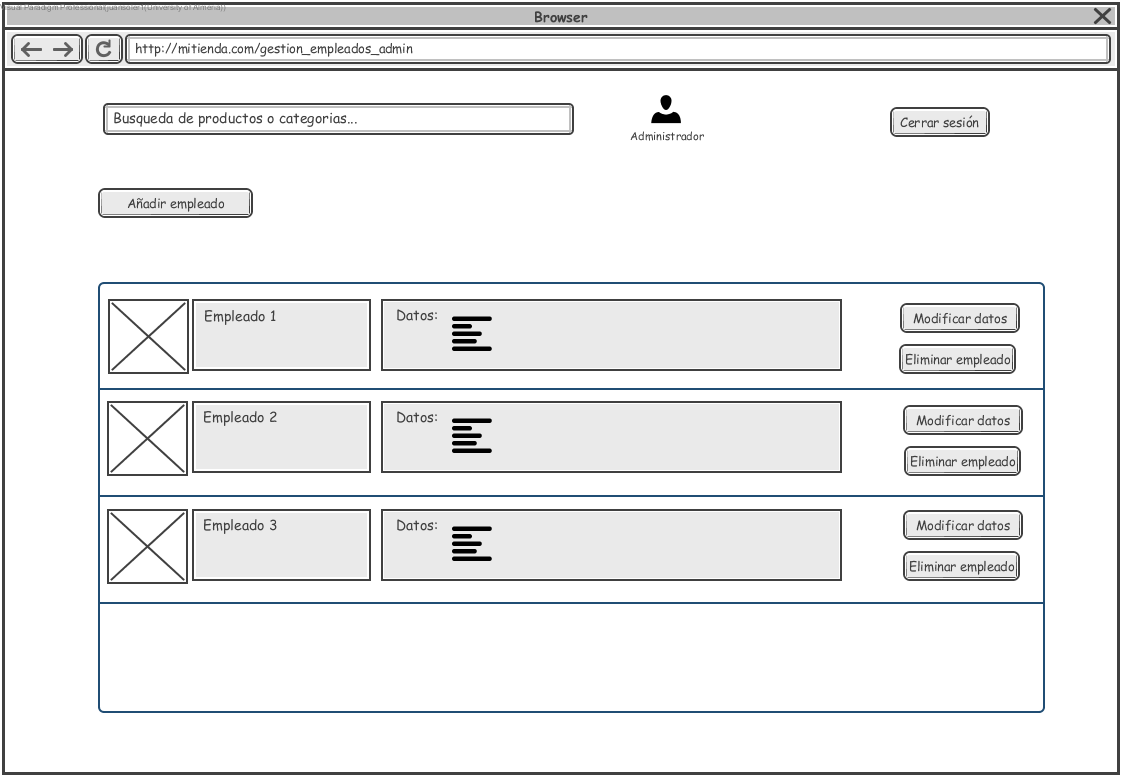 Visual Paradigm Professional(juansoler1(University of Almeria))
Browser
http://mitienda.com/gestion_empleados_admin
Busqueda de productos o categorias...
Administrador
Cerrar sesión
Añadir empleado
Empleado 1
Datos:
Modificar datos
Eliminar empleado
Empleado 2
Datos:
Modificar datos
Eliminar empleado
Empleado 3
Datos:
Modificar datos
Eliminar empleado